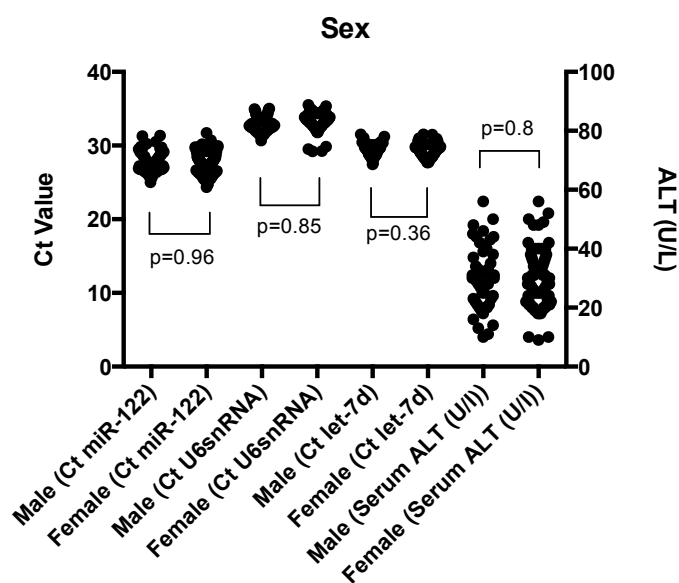 Sex
40
30
20
10
0
Ct Value
100
80
60
40
20
0
ALT (U/L)
p=0.96
p=0.85
p=0.36
p=0.8
Male (Ct miR-122)
Female (Ct miR-122)
Male (Ct U6snRNA)
Female (Ct U6snRNA)
Male (Ct let-7d)
Female (Ct let-7d)
Male (Serum ALT (U/l))
Female (Serum ALT (U/l))